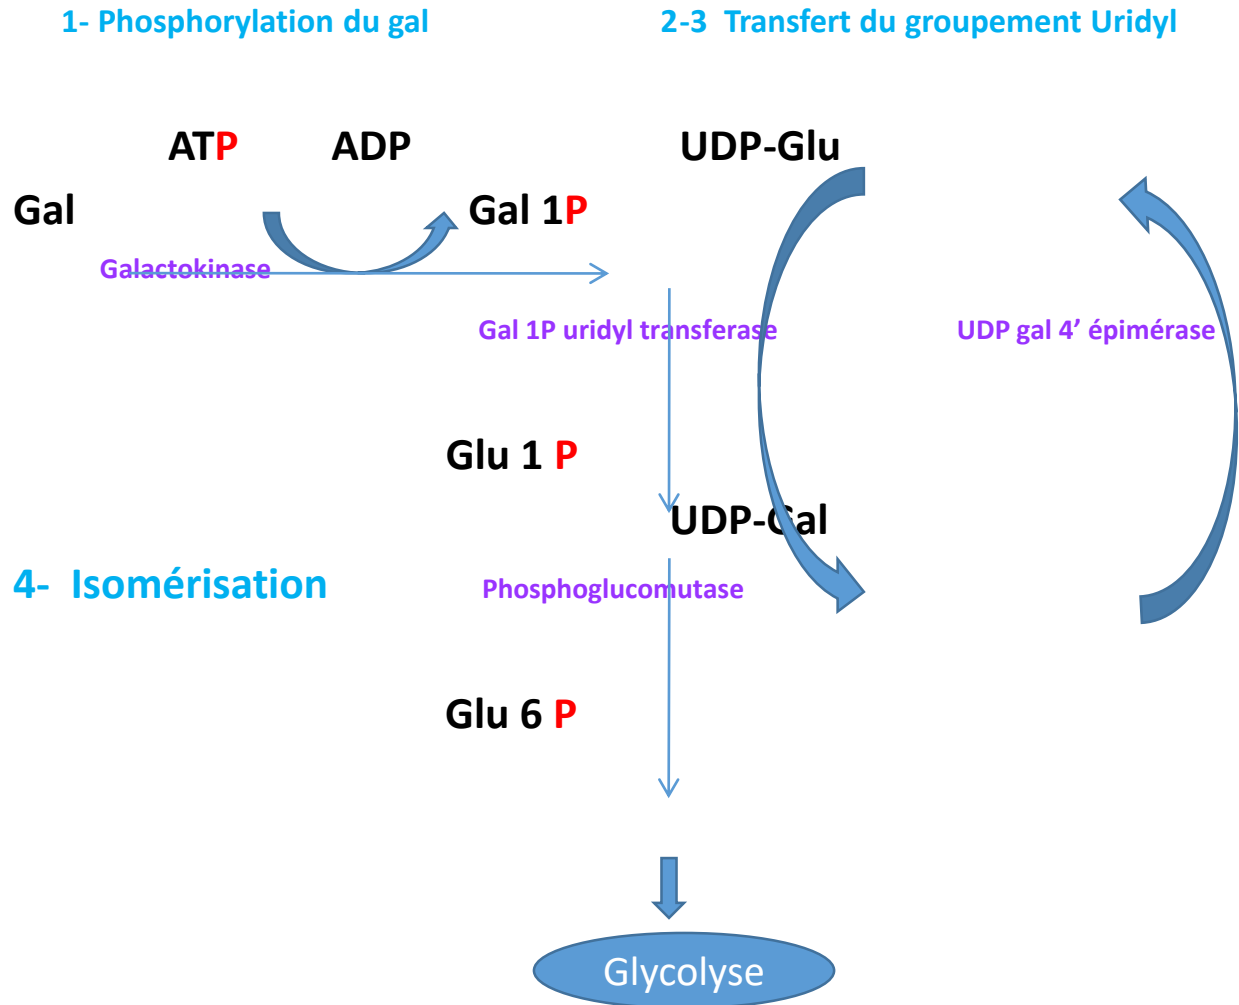 1- Phosphorylation du gal
2-3 Transfert du groupement Uridyl
ATP
ADP
UDP-Glu
Gal
Gal 1P
Galactokinase
Gal 1P uridyl transferase
UDP gal 4’ épimérase
Glu 1 P
UDP-Gal
4- Isomérisation
Phosphoglucomutase
Glu 6 P
Glycolyse